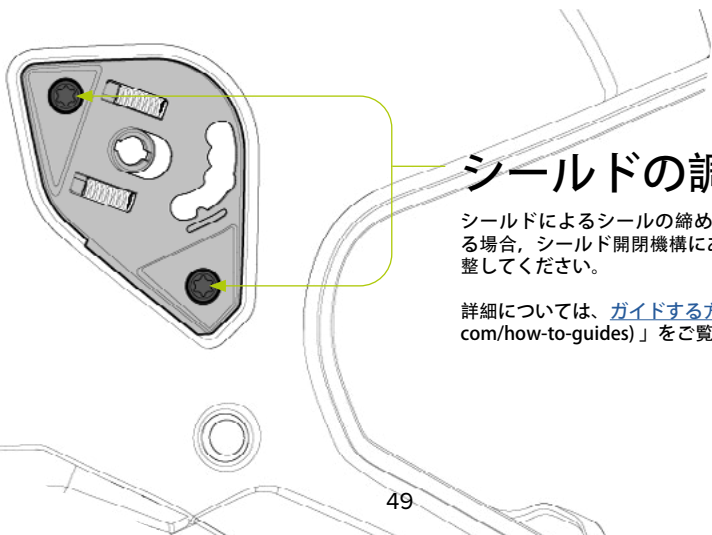 シールドの調
シールドによるシールの締め
る場合，シールド開閉機構に
整してください。
詳細については、ガイドする方
com/how-to-guides) 」をご覧
49